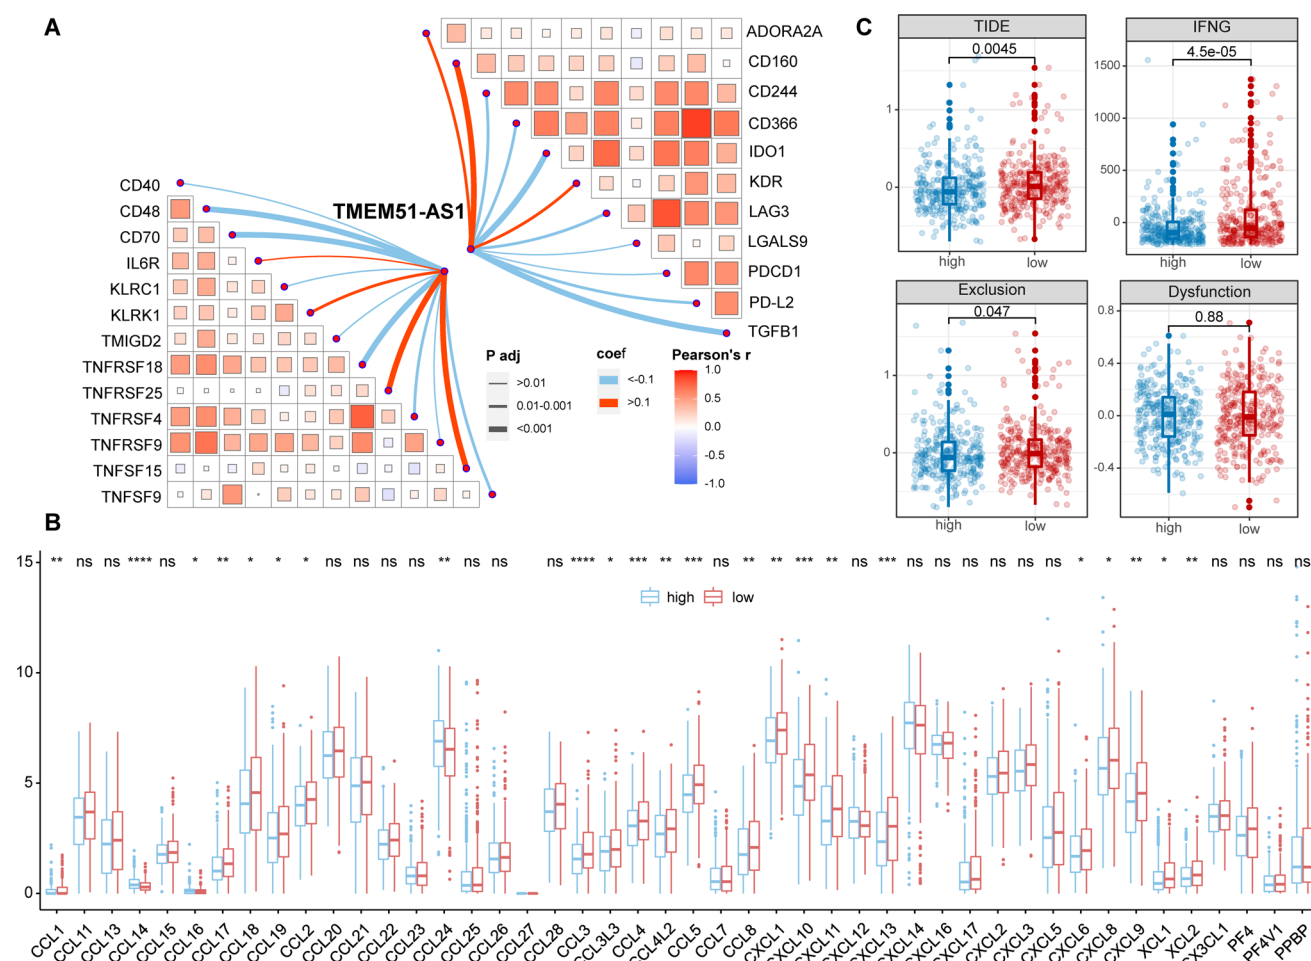 A
ADORA2A
CD160
CD244
CD366
IDO1
KDR
LAG3
LGALS9
PDCD1
PD-L2
TGFB1
TMEM51-AS1
CD40
CD48
CD70
IL6R
KLRC1
KLRK1
TMIGD2
TNFRSF18
TNFRSF25
TNFRSF4
TNFRSF9
TNFSF15
TNFSF9
P adj
>0.01
0.01-0.001
<0.001
coef
<-0.1
>0.1
Pearson's r
1.0
0.5
0.0
-0.5
-1.0
C
TIDE
0.0045
1
0
high low
IFNG
4.5e-05
1500
1000
500
0
high low
Exclusion
0.047
1
0
high low
Dysfunction
0.88
0.8
0.4
0.0
-0.4
high low
B
** ns ns **** ns * ** * * * ns ns ns ns ** ns ns ns **** * *** ** *** ns ** ** *** ** ns *** ns ns ns ns ns ns * * ** * ** ns ns ns ns
high low
15
10
5
0
CCL1 CCL11 CCL13 CCL14 CCL15 CCL16 CCL17 CCL18 CCL19 CCL2 CCL20 CCL21 CCL22 CCL23 CCL24 CCL25 CCL26 CCL27 CCL28 CCL3 CCL3L3 CCL4 CCL4L2 CCL5 CCL7 CCL8 CXCL1 CXCL10 CXCL11 CXCL12 CXCL13 CXCL14 CXCL16 CXCL17 CXCL2 CXCL3 CXCL5 CXCL6 CXCL8 CXCL9 XCL1 XCL2 CX3CL1 PF4 PF4V1 PPBP